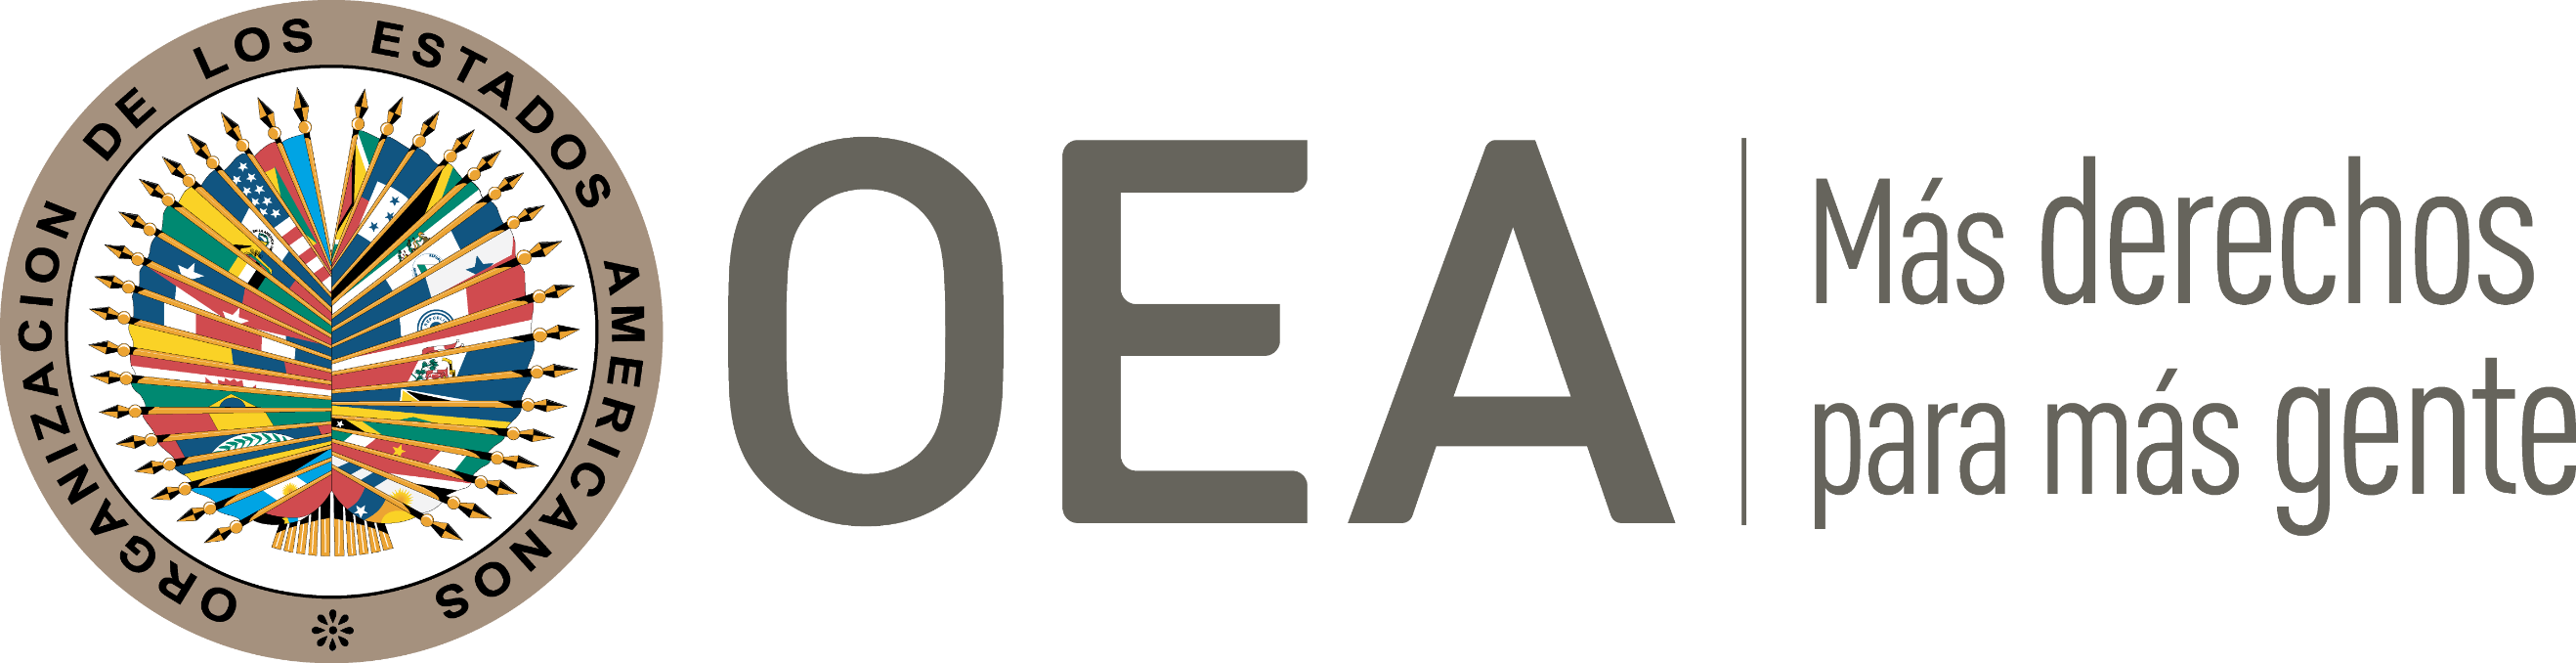 ORGANIZACION DE LOS ESTADOS AMERICANOS
OEA
Más derechos
para más gente